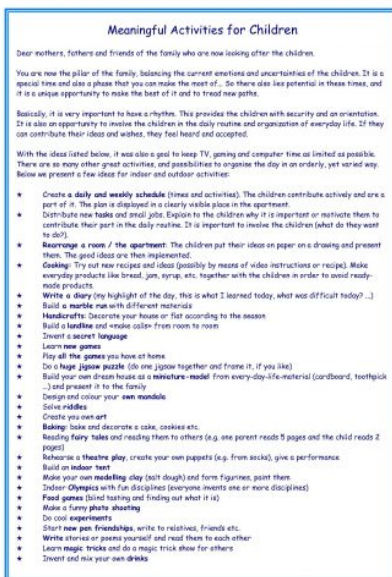 Meaningful Activities for Children
Dear mothers, fathers and friends of the family who are now looking after the children.
You are now the pillar of the family, balancing the current emotions and uncertainties of the children. It is a
special time and also a phase that you can make the most of... So there also lies potential in these times, and
it is a unique opportunity to make the best of it and to tread new paths.
Basically, it is very important to have a rhythm. This provides the children with security and an orientation.
It is also an opportunity to involve the children in the daily routine and organization of everyday life. If they
can contribute their ideas and wishes, they feel heard and accepted.
With the ideas listed below, it was also a goal to keep TV, gaming and computer time as limited as possible.
There are so many other great activities, and possibilities to organise the day in an orderly, yet varied way.
Below we present a few ideas for indoor and outdoor activities:
★ Create a daily and weekly schedule (times and activities). The children contribute actively and are a
part of it. The plan is displayed in a clearly visible place in the apartment.
★ Distribute new tasks and small jobs. Explain to the children why it is important or motivate them to
contribute their part in the daily routine. It is important to involve the children (what do they want
to do?).
★ Rearrange a room / the apartment: The children put their ideas on paper on a drawing and present
them. The good ideas are then implemented.
★ Cooking: Try out new recipes and ideas (possibly by means of video instructions or recipe). Make
everyday products like bread, jam, syrup, etc. together with the children in order to avoid ready-
made products.
★ Write a diary (my highlight of the day, this is what I learned today, what was difficult today? ...)
★ Build a marble run with different materials
★ Handicrafts: Decorate your house or flat according to the season
★ Build a landline and «make calls» from room to room
★ Invent a secret language
★ Learn new games
★ Play all the games you have at home
★ Do a huge jigsaw puzzle (do one jigsaw together and frame it, if you like)
★ Build your own dream house as a miniature-model from every-day-life-material (cardboard, toothpick
...) and present it to the family
★ Design and colour your own mandala
★ Solve riddles
★ Create you own art
★ Baking: bake and decorate a cake, cookies etc.
★ Reading fairy tales and reading them to others (e.g. one parent reads 5 pages and the child reads 2
pages)
★ Rehearse a theatre play, create your own puppets (e.g. from socks), give a performance
★ Build an indoor tent
★ Make your own modelling clay (salt dough) and form figurines, paint them
★ Indoor Olympics with fun disciplines (everyone invents one or more disciplines)
★ Food games (blind tasting and finding out what it is)
★ Make a funny photo shooting
★ Do cool experiments
★ Start new pen friendships, write to relatives, friends etc.
★ Write stories or poems yourself and read them to each other
★ Learn magic tricks and do a magic trick show for others
★ Invent and mix your own drinks